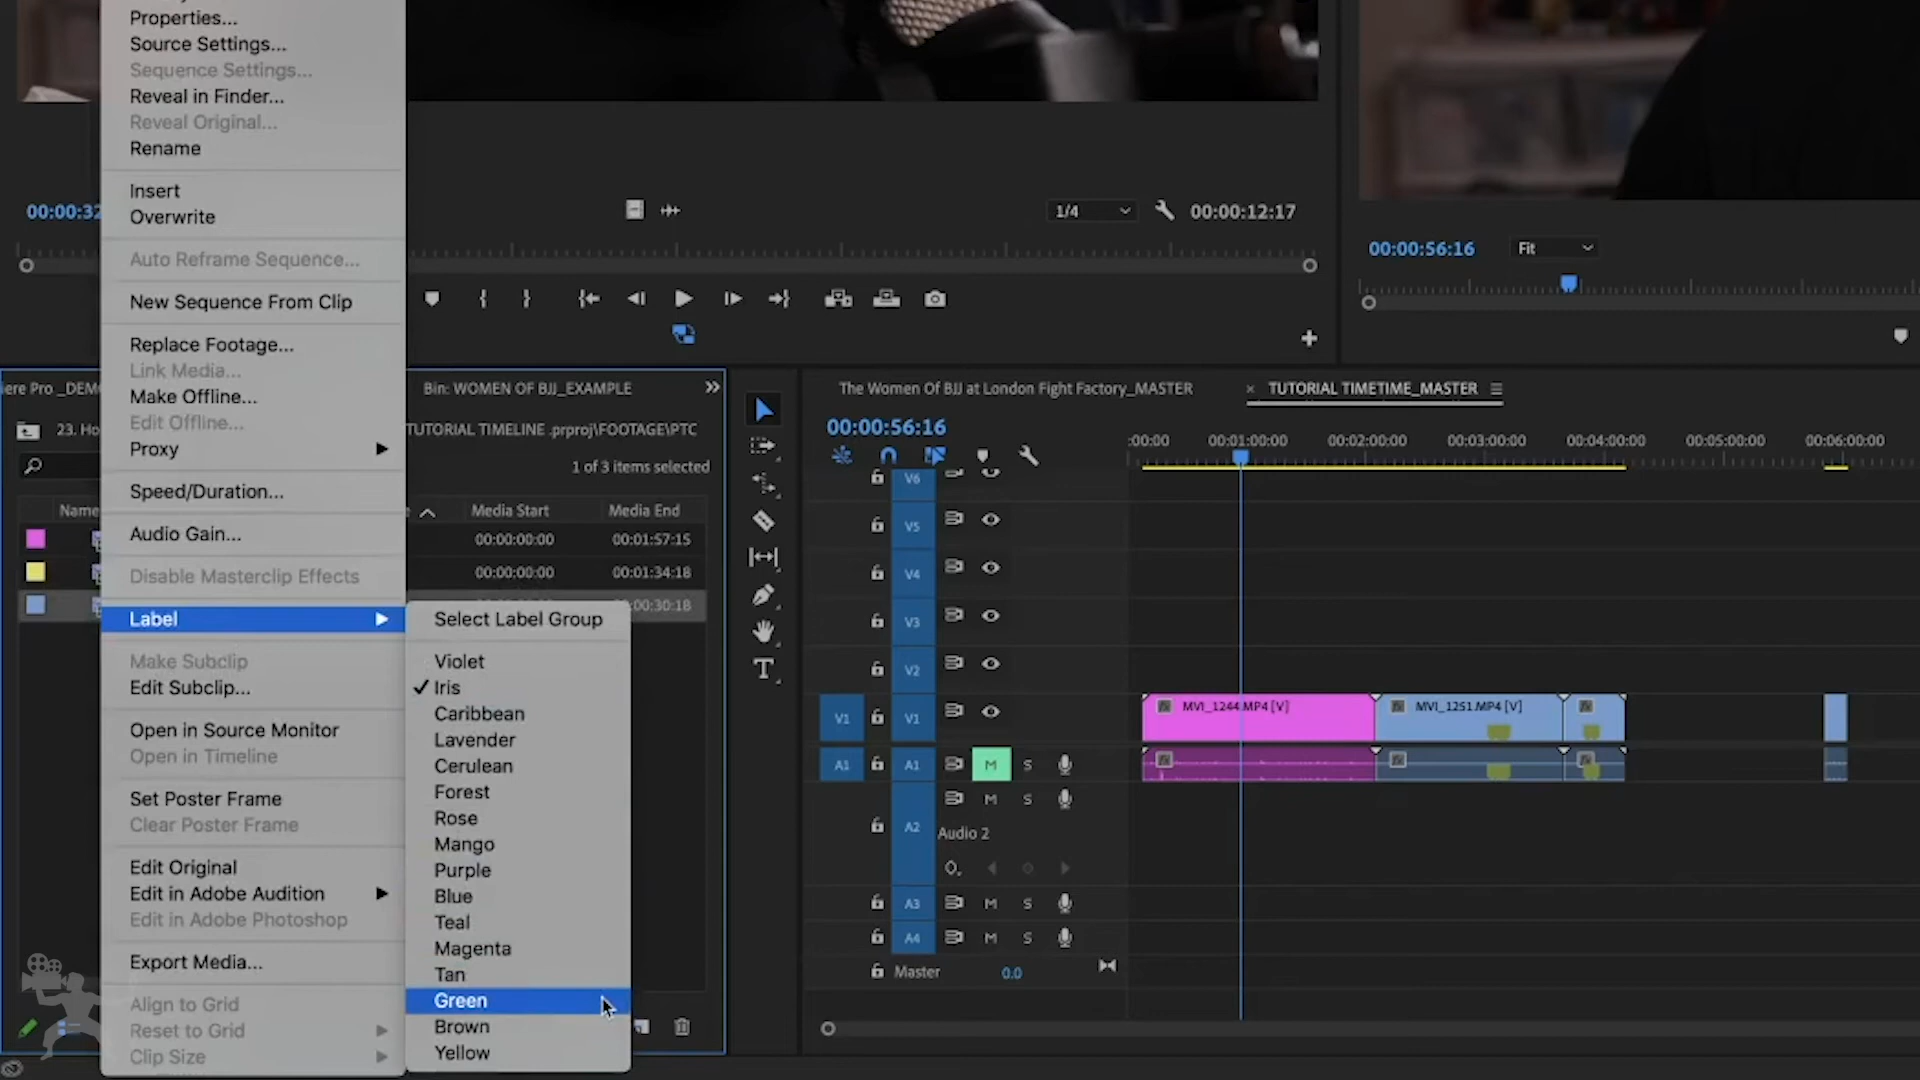 Properties...
Source Settings...
Sequence Settings...
Reveal in Finder...
Reveal Original...
Rename
Insert
Overwrite
Auto Reframe Sequence...
New Sequence From Clip
Replace Footage...
Link Media...
Make Offline...
Edit Offline...
Proxy
Speed/Duration...
Audio Gain...
Disable Masterclip Effects
Label
Make Subclip
Edit Subclip...
Open in Source Monitor
Open in Timeline
Set Poster Frame
Clear Poster Frame
Edit Original
Edit in Adobe Audition
Edit in Adobe Photoshop
Export Media...
Align to Grid
Reset to Grid
Clip Size
Select Label Group
Violet
✓ Iris
Caribbean
Lavender
Cerulean
Forest
Rose
Mango
Purple
Blue
Teal
Magenta
Tan
Green
Brown
Yellow
00:00:32
1/4
00:00:12:17
00:00:56:16
Fit
iere Pro _DEM
Bin: WOMEN OF BJJ_EXAMPLE
23. Ho
TUTORIAL TIMELINE .prproj\FOOTAGE\PTC
1 of 3 items selected
Name
Media Start
Media End
00:00:00:00
00:01:57:15
00:00:00:00
00:01:34:18
:00:30:18
The Women Of BJJ at London Fight Factory_MASTER
× TUTORIAL TIMETIME_MASTER
00:00:56:16
:00:00
00:01:00:00
00:02:00:00
00:03:00:00
00:04:00:00
00:05:00:00
00:06:00:00
V6
V5
V4
V3
V2
V1 V1
MVI_1244.MP4 [V]
fx MVI_1251.MP4 [V]
A1 A1 M S
A2 M S
Audio 2
A3 M S
A4 M S
Master 0.0
T